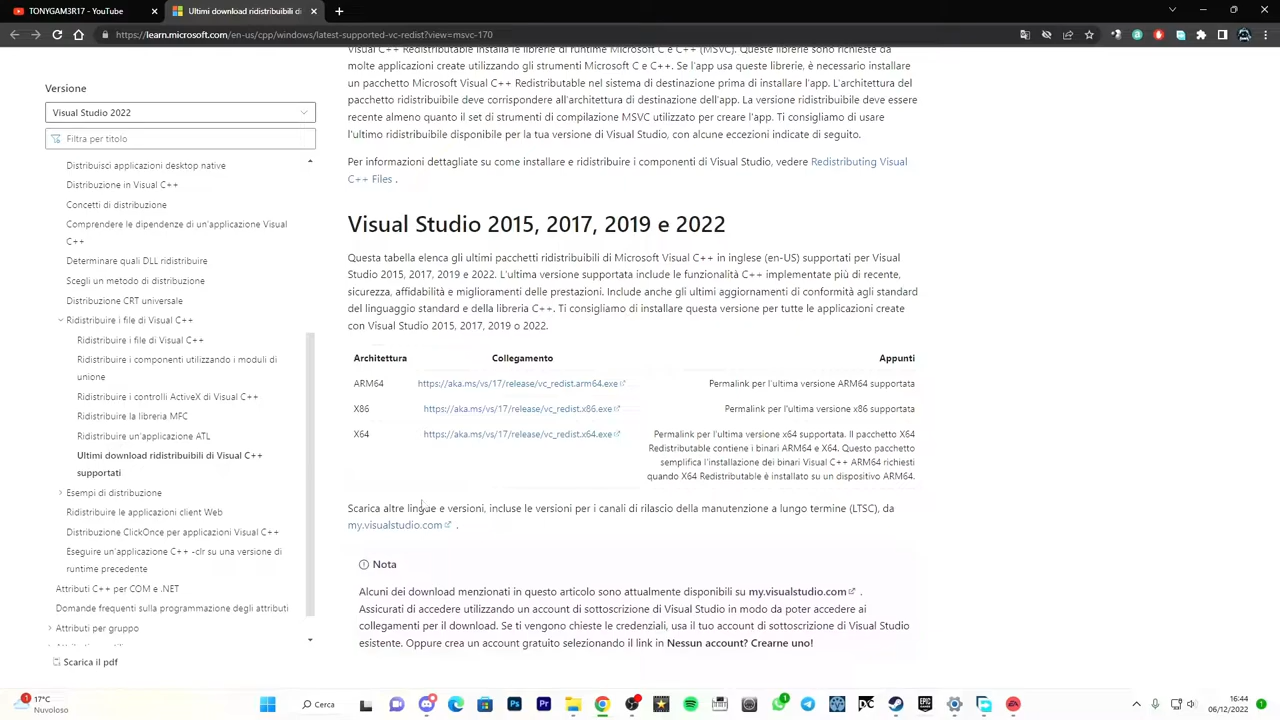 TONYGAM3R17 - YouTube
Ultimi download ridistribuibili di
https://learn.microsoft.com/en-us/cpp/windows/latest-supported-vc-redist?view=msvc-170
Versione
Visual Studio 2022
Filtra per titolo
Distribuisci applicazioni desktop native
Distribuzione in Visual C++
Concetti di distribuzione
Comprendere le dipendenze di un'applicazione Visual
C++
Determinare quali DLL ridistribuire
Scegli un metodo di distribuzione
Distribuzione CRT universale
Ridistribuire i file di Visual C++
Ridistribuire i file di Visual C++
Ridistribuire i componenti utilizzando i moduli di
unione
Ridistribuire i controlli ActiveX di Visual C++
Ridistribuire la libreria MFC
Ridistribuire un'applicazione ATL
Ultimi download ridistribuibili di Visual C++
supportati
Esempi di distribuzione
Ridistribuire le applicazioni client Web
Distribuzione ClickOnce per applicazioni Visual C++
Eseguire un'applicazione C++ -clr su una versione di
runtime precedente
Attributi C++ per COM e .NET
Domande frequenti sulla programmazione degli attributi
Attributi per gruppo
Scarica il pdf
Visual C++ Redistributable installa le librerie di runtime Microsoft C e C++ (MSVC). Queste librerie sono richieste da
molte applicazioni create utilizzando gli strumenti Microsoft C e C++. Se l'app usa queste librerie, è necessario installare
un pacchetto Microsoft Visual C++ Redistributable nel sistema di destinazione prima di installare l'app. L'architettura del
pacchetto ridistribuibile deve corrispondere all'architettura di destinazione dell'app. La versione ridistribuibile deve essere
recente almeno quanto il set di strumenti di compilazione MSVC utilizzato per creare l'app. Ti consigliamo di usare
l'ultimo ridistribuibile disponibile per la tua versione di Visual Studio, con alcune eccezioni indicate di seguito.
Per informazioni dettagliate su come installare e ridistribuire i componenti di Visual Studio, vedere Redistributing Visual
C++ Files .
Visual Studio 2015, 2017, 2019 e 2022
Questa tabella elenca gli ultimi pacchetti ridistribuibili di Microsoft Visual C++ in inglese (en-US) supportati per Visual
Studio 2015, 2017, 2019 e 2022. L'ultima versione supportata include le funzionalità C++ implementate più di recente,
sicurezza, affidabilità e miglioramenti delle prestazioni. Include anche gli ultimi aggiornamenti di conformità agli standard
del linguaggio standard e della libreria C++. Ti consigliamo di installare questa versione per tutte le applicazioni create
con Visual Studio 2015, 2017, 2019 o 2022.
Architettura Collegamento Appunti
ARM64 https://aka.ms/vs/17/release/vc_redist.arm64.exe Permalink per l'ultima versione ARM64 supportata
X86 https://aka.ms/vs/17/release/vc_redist.x86.exe Permalink per l'ultima versione x86 supportata
X64 https://aka.ms/vs/17/release/vc_redist.x64.exe Permalink per l'ultima versione x64 supportata. Il pacchetto X64
Redistributable contiene i binari ARM64 e X64. Questo pacchetto
semplifica l'installazione dei binari Visual C++ ARM64 richiesti
quando X64 Redistributable è installato su un dispositivo ARM64.
Scarica altre lingue e versioni, incluse le versioni per i canali di rilascio della manutenzione a lungo termine (LTSC), da
my.visualstudio.com .
Nota
Alcuni dei download menzionati in questo articolo sono attualmente disponibili su my.visualstudio.com .
Assicurati di accedere utilizzando un account di sottoscrizione di Visual Studio in modo da poter accedere ai
collegamenti per il download. Se ti vengono chieste le credenziali, usa il tuo account di sottoscrizione di Visual Studio
esistente. Oppure crea un account gratuito selezionando il link in Nessun account? Crearne uno!
1
17°C
Nuvoloso
Cerca
Ps
Pr
1
EPIC
EA
16:44
06/12/2022